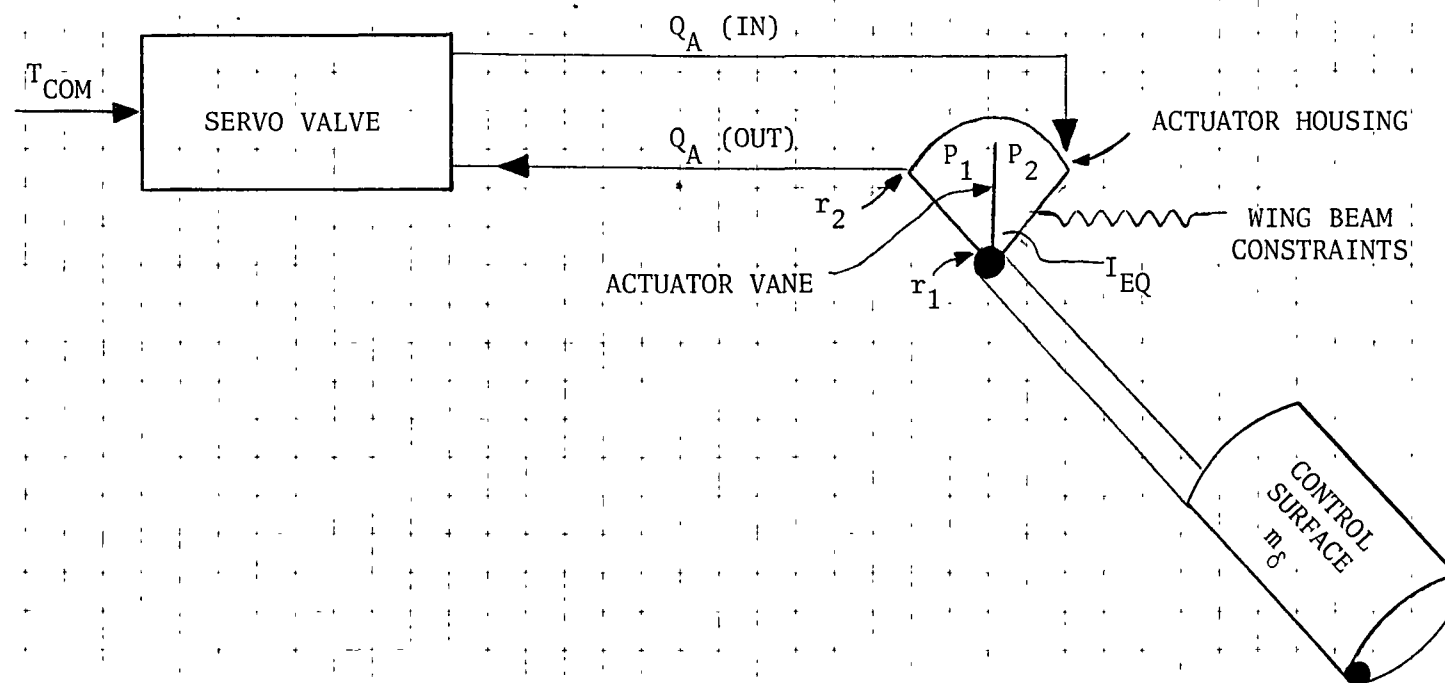 Q_A (IN)
T_COM
SERVO VALVE
Q_A (OUT)
P_1
P_2
ACTUATOR HOUSING
r_2
WING BEAM
CONSTRAINTS
ACTUATOR VANE
r_1
I_EQ
CONTROL
SURFACE
m_δ